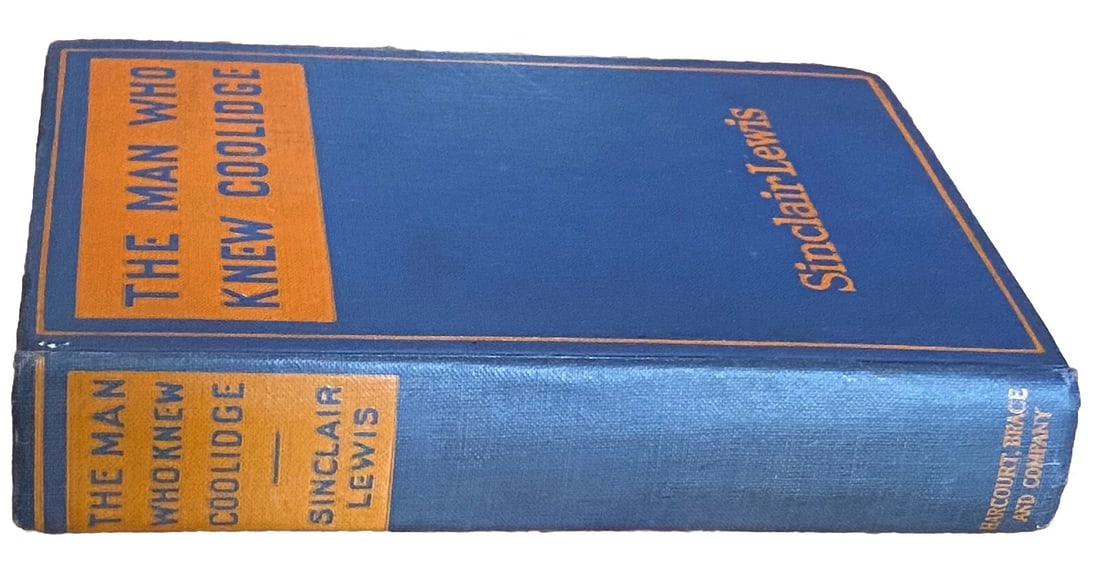 THE MAN WHO
KNEW COOLIDGE
Sinclair Lewis
THE MAN
WHO KNEW
COOLIDGE
SINCLAIR
LEWIS
HARCOURT, BRACE
AND COMPANY